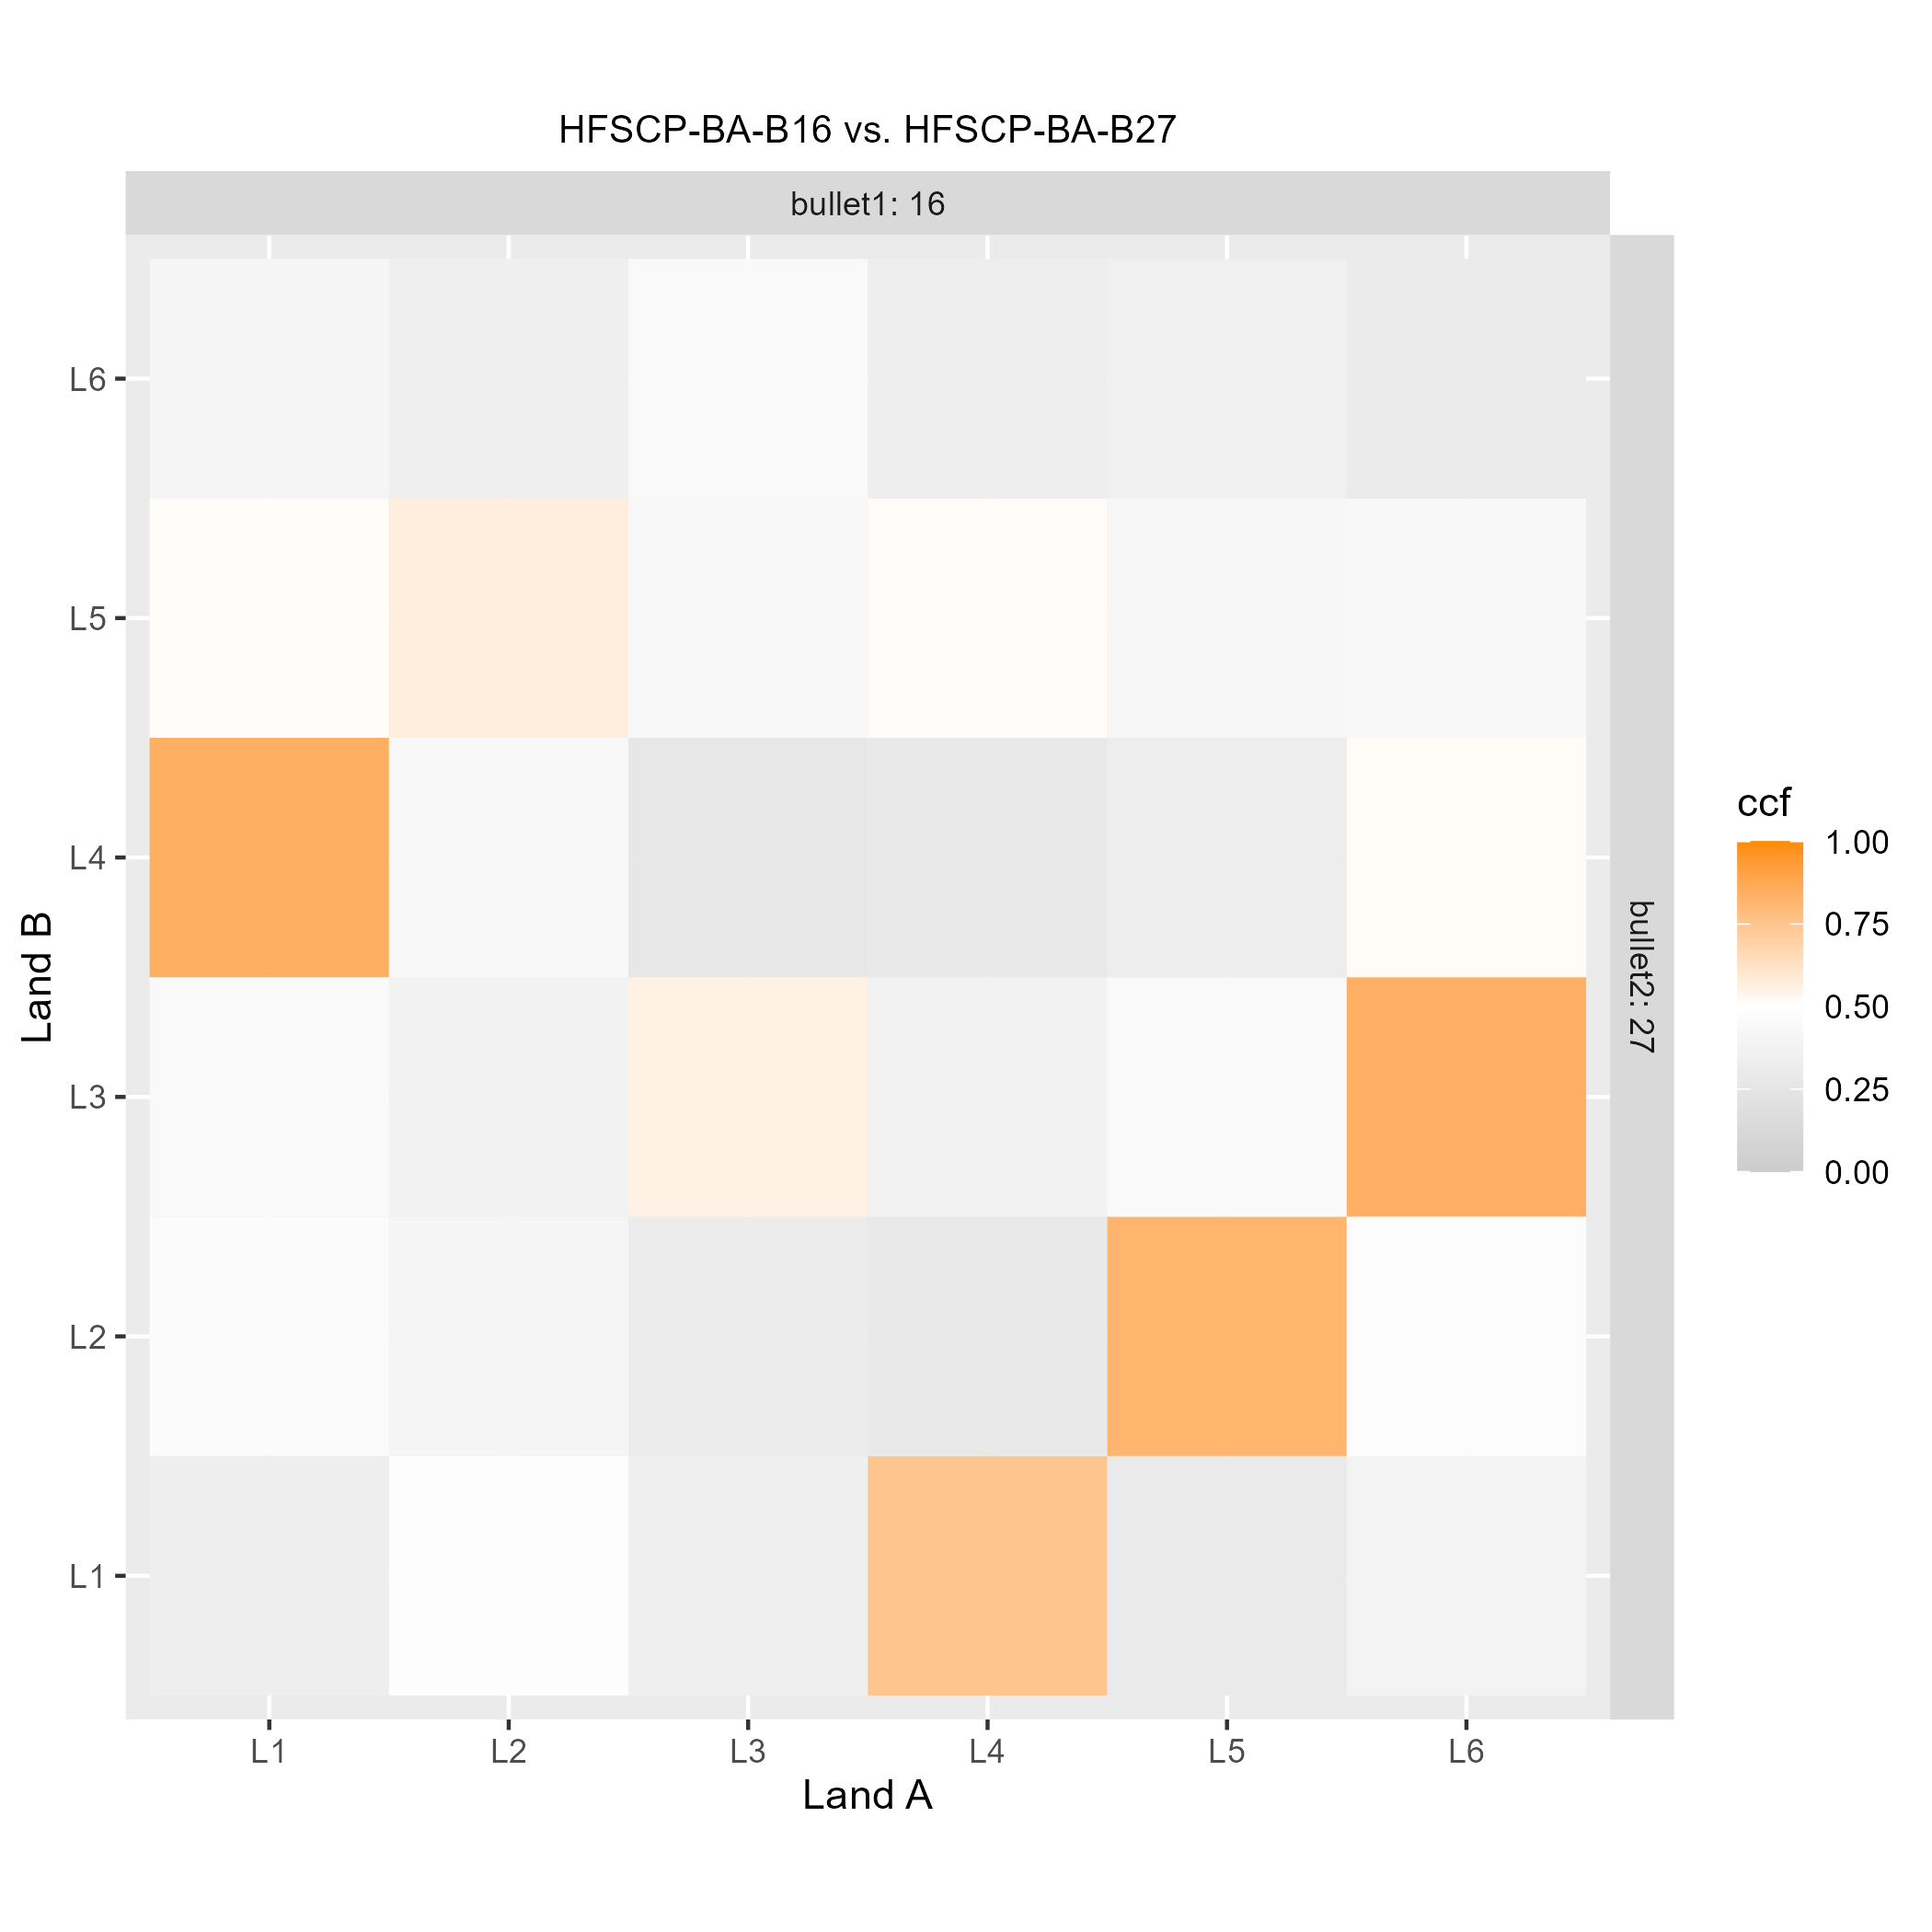 HFSCP-BA-B16 vs. HFSCP-BA-B27
bullet1: 16
L6
L5
L4
L3
L2
L1
Land B
bullet2: 27
L1 L2 L3 L4 L5 L6
Land A
ccf
1.00
0.75
0.50
0.25
0.00